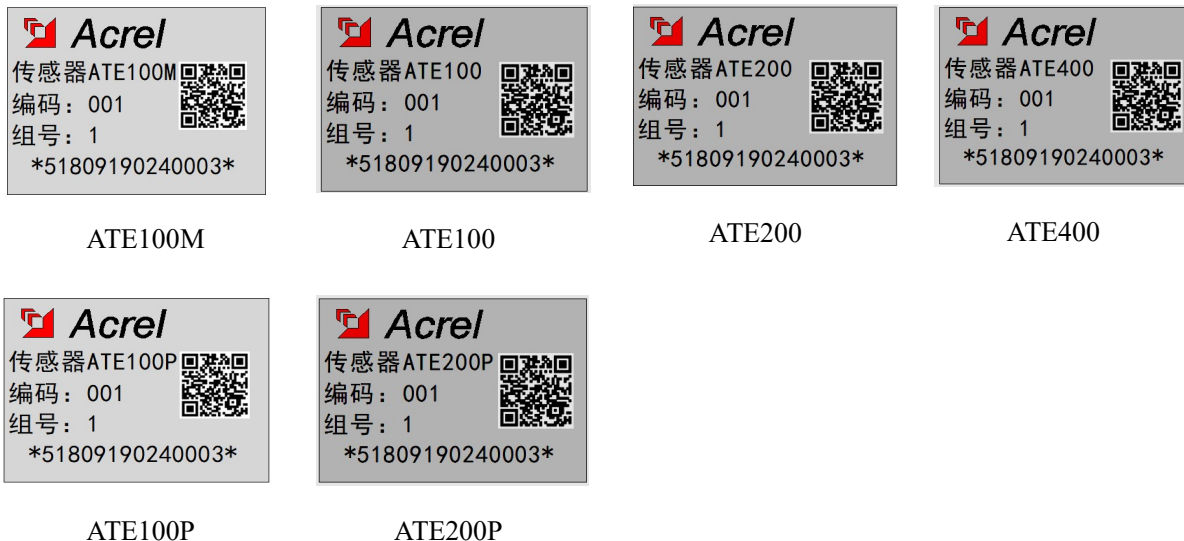 Acrel
传感器ATE100M
编码：001
组号：1
*51809190240003*
ATE100M
Acrel
传感器ATE100
编码：001
组号：1
*51809190240003*
ATE100
Acrel
传感器ATE200
编码：001
组号：1
*51809190240003*
ATE200
Acrel
传感器ATE400
编码：001
组号：1
*51809190240003*
ATE400
Acrel
传感器ATE100P
编码：001
组号：1
*51809190240003*
ATE100P
Acrel
传感器ATE200P
编码：001
组号：1
*51809190240003*
ATE200P